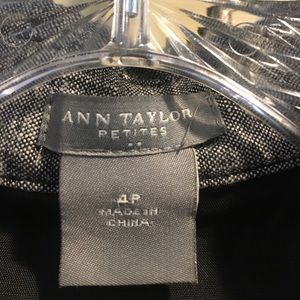 ANN TAYLOR
PETITES
4P
MADE IN
CHINA